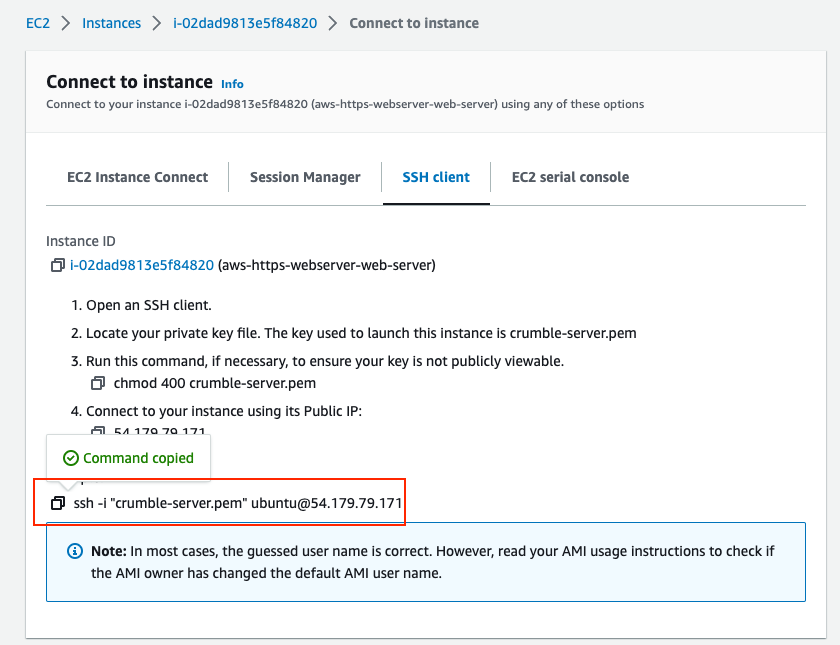 EC2 > Instances > i-02dad9813e5f84820 > Connect to instance
Connect to instance Info
Connect to your instance i-02dad9813e5f84820 (aws-https-webserver-web-server) using any of these options
EC2 Instance Connect
Session Manager
SSH client
EC2 serial console
Instance ID
i-02dad9813e5f84820 (aws-https-webserver-web-server)
1. Open an SSH client.
2. Locate your private key file. The key used to launch this instance is crumble-server.pem
3. Run this command, if necessary, to ensure your key is not publicly viewable.
chmod 400 crumble-server.pem
4. Connect to your instance using its Public IP:
54.179.79.171
Command copied
ssh -i "crumble-server.pem" ubuntu@54.179.79.171
Note: In most cases, the guessed user name is correct. However, read your AMI usage instructions to check if
the AMI owner has changed the default AMI user name.